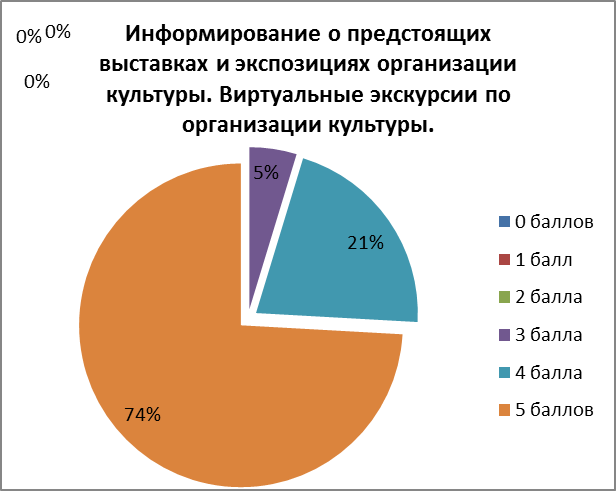 0% 0%
0%
Информирование о предстоящих
выставках и экспозициях организации
культуры. Виртуальные экскурсии по
организации культуры.
5%
21%
74%
0 баллов
1 балл
2 балла
3 балла
4 балла
5 баллов